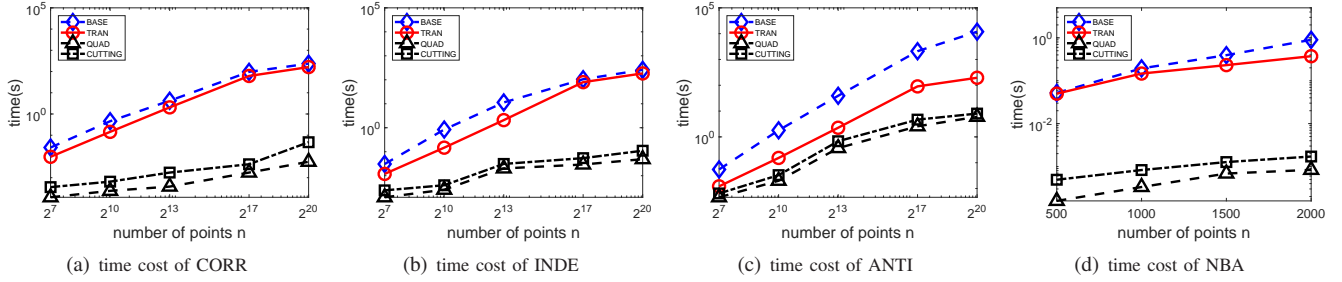 10^5
10^0
time(s)
BASE
TRAN
QUAD
CUTTING
2^7 2^10 2^13 2^17 2^20
number of points n
(a) time cost of CORR
10^5
10^0
time(s)
BASE
TRAN
QUAD
CUTTING
2^7 2^10 2^13 2^17 2^20
number of points n
(b) time cost of INDE
10^5
10^0
time(s)
BASE
TRAN
QUAD
CUTTING
2^7 2^10 2^13 2^17 2^20
number of points n
(c) time cost of ANTI
10^0
10^-2
time(s)
BASE
TRAN
QUAD
CUTTING
500 1000 1500 2000
number of points n
(d) time cost of NBA